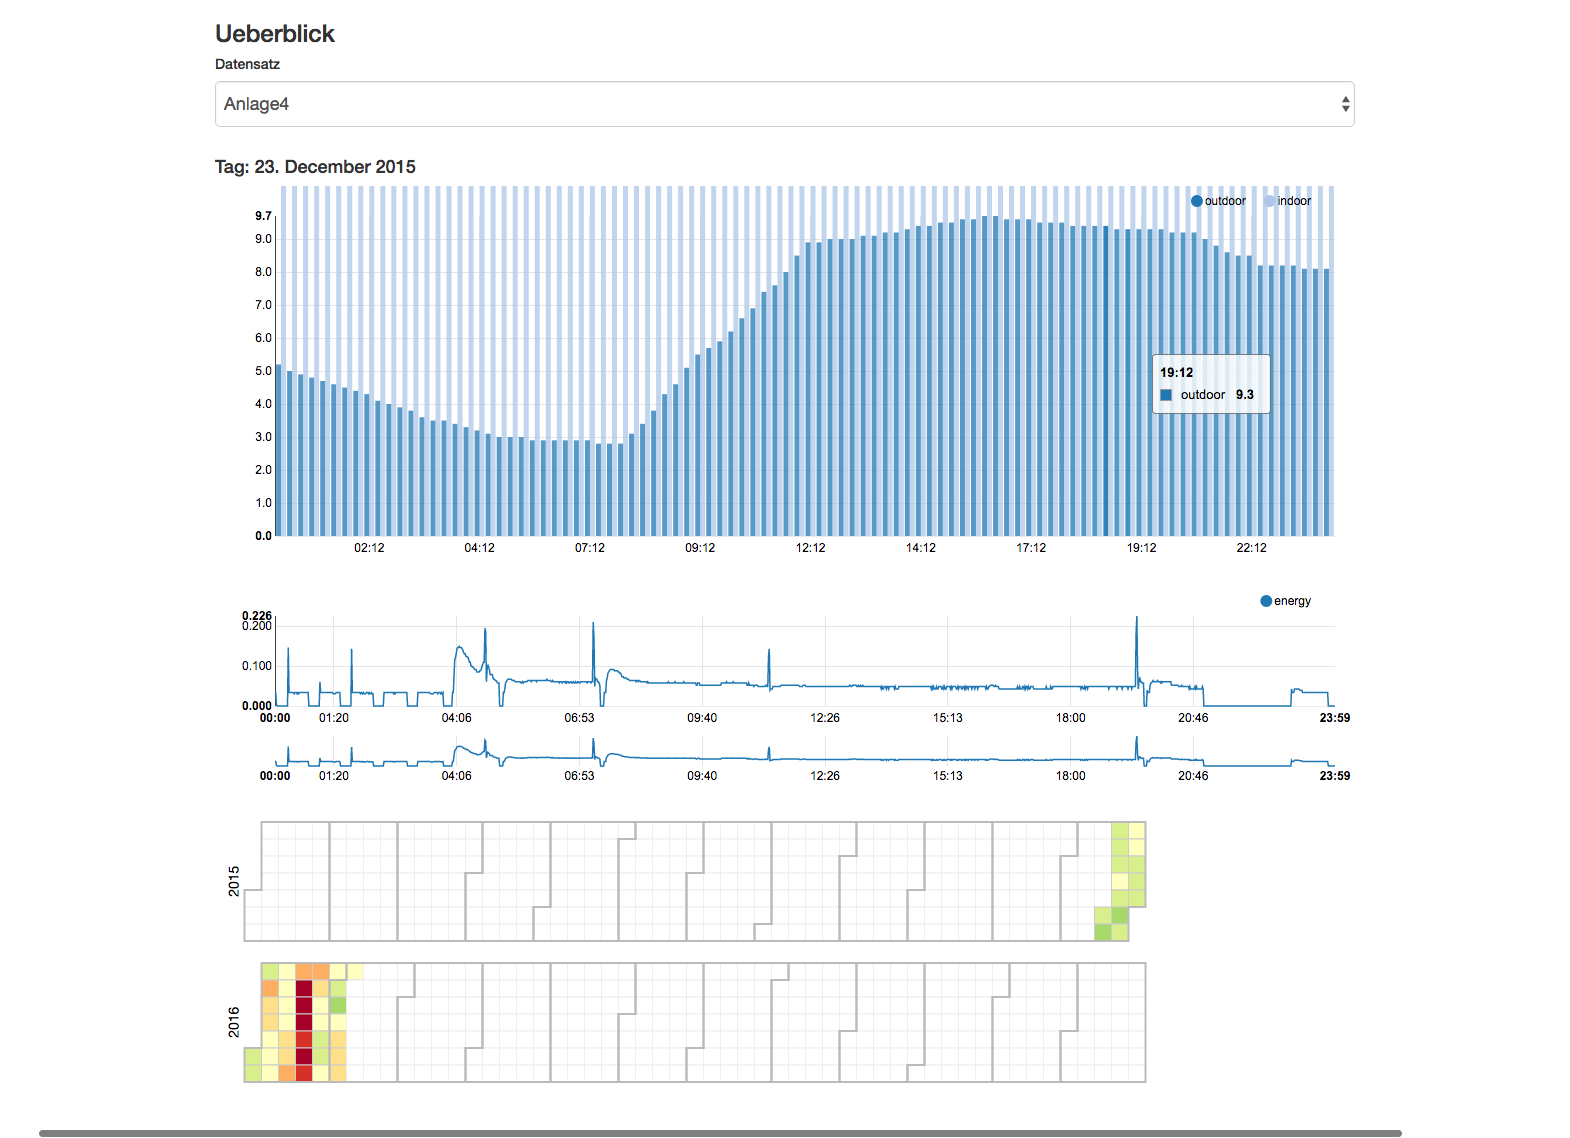 Ueberblick
Datensatz
Anlage4
Tag: 23. December 2015
outdoor indoor
9.7
9.0
8.0
7.0
6.0
5.0
4.0
3.0
2.0
1.0
0.0
19:12
outdoor 9.3
02:12 04:12 07:12 09:12 12:12 14:12 17:12 19:12 22:12
energy
0.226
0.200
0.100
0.000
00:00 01:20 04:06 06:53 09:40 12:26 15:13 18:00 20:46 23:59
00:00 01:20 04:06 06:53 09:40 12:26 15:13 18:00 20:46 23:59
2015
2016